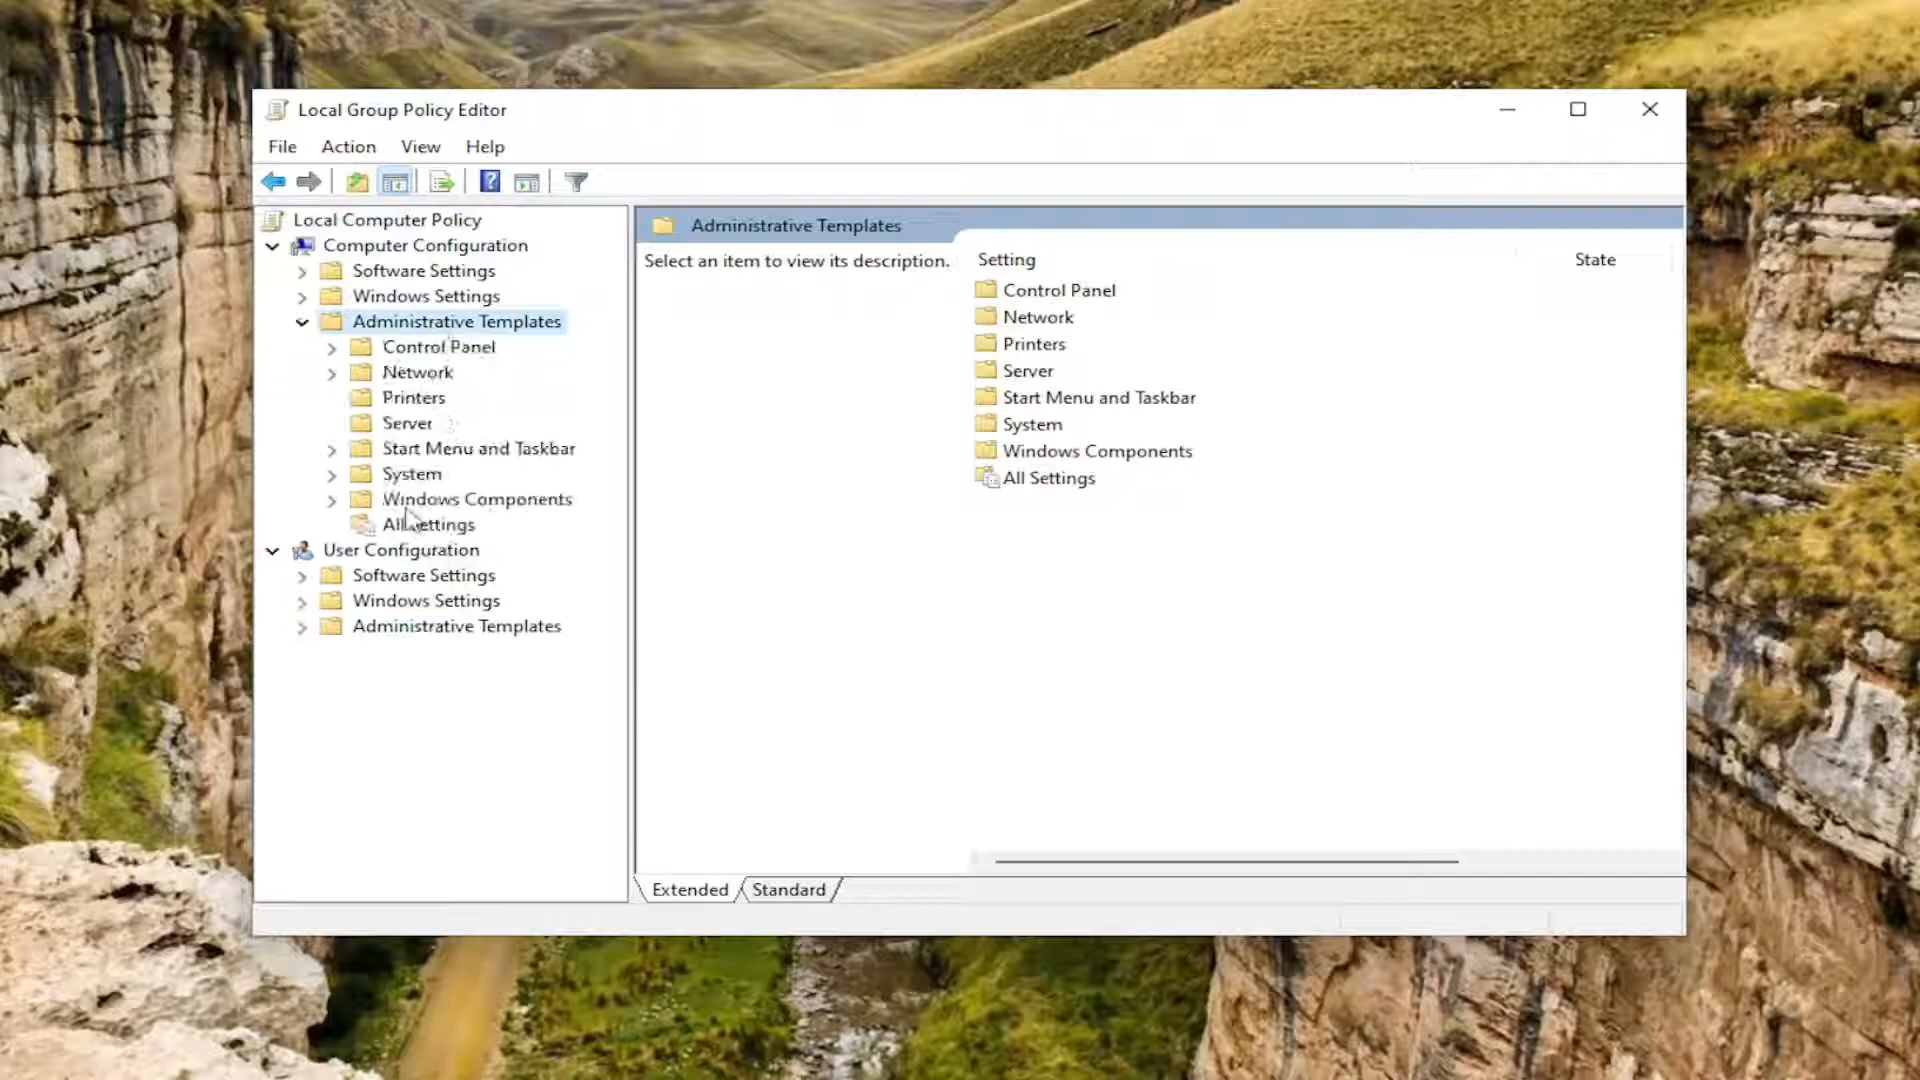 Local Group Policy Editor
File Action View Help
Local Computer Policy
Computer Configuration
Software Settings
Windows Settings
Administrative Templates
Control Panel
Network
Printers
Server
Start Menu and Taskbar
System
Windows Components
All Settings
User Configuration
Software Settings
Windows Settings
Administrative Templates
Administrative Templates
Select an item to view its description.
Setting State
Control Panel
Network
Printers
Server
Start Menu and Taskbar
System
Windows Components
All Settings
Extended Standard